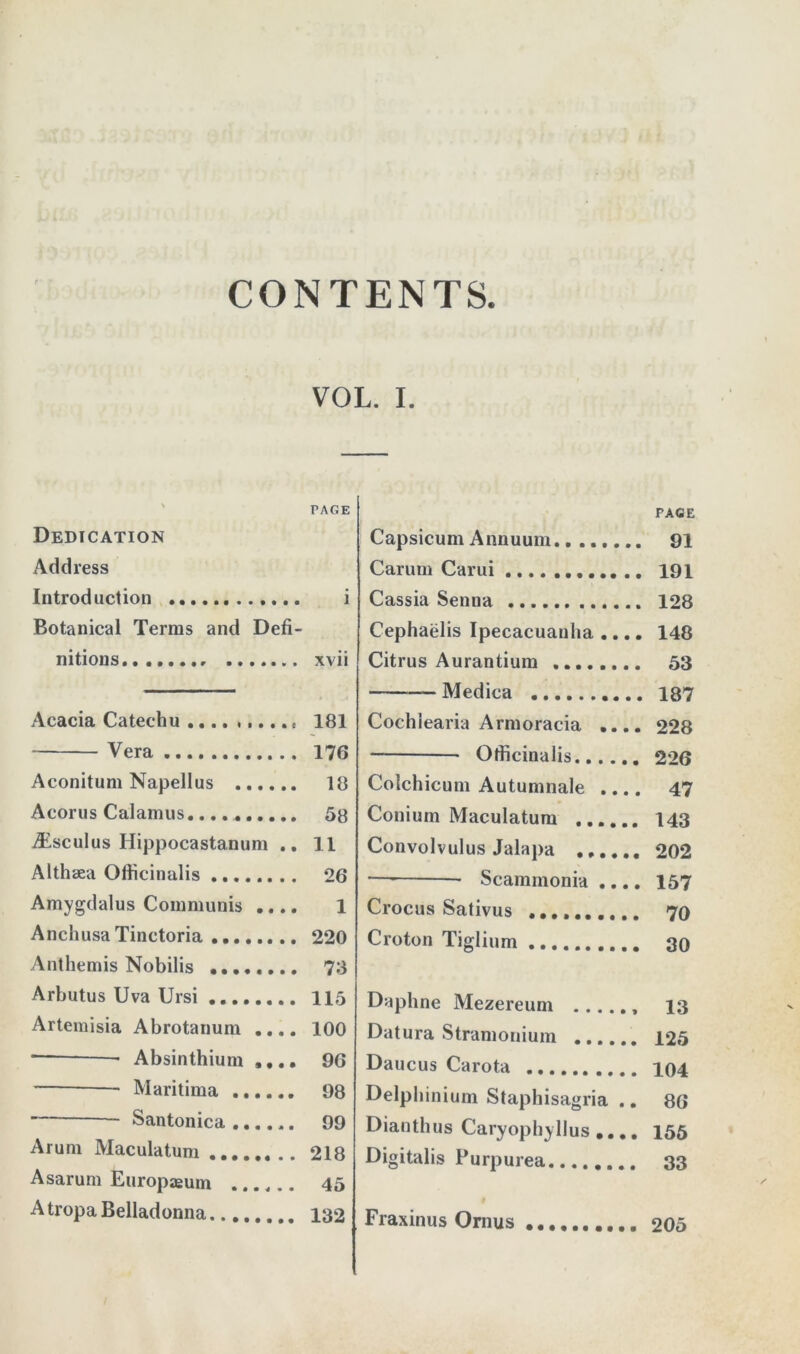 CONTENTS.
VOL. I.
PAGE
DEDICATION
Address
Introduction ............ i
Botanical Terms and Defi-
nitions........ ....... xvii
Acacia Catechu .......... 181
——— Vera ............. 176
Aconitum Napellus ...... 18
Acorus Calamus.......... 58
Æsculus Hippocastanum .. 11
Althæa Officinalis ........ 26
Amygdalus Communis .... 1
Anchusa Tinctoria ........ 220
Anthemis Nobilis ........ 73
Arbutus Uva Ursi ........ 115
Artemisia Abrotanum .... 100
——— Absinthium .... 96
——— Maritima ...... 98
——— Santonica ...... 99
Arum Maculatum ........ 218
Asarum Europæum ...... 45
Atropa Belladonna........ 132
PAGE
Capsicum Annuum......... 91
Carum Carui ............. 191
Cassia Senna ............ 128
Cephaëlis Ipecacuanha .... 148
Citrus Aurantium ........ 53
——— Medica .......... 187
Cochlearia Armoracia .... 228
——— Officinalis...... 226
Colchicum Autumnale .... 47
Conium Maculatum ...... 143
Convolvulus Jalapa ...... 202
——— Scammonia .... 157
Crocus Sativus .......... 70
Croton Tiglium .......... 30
Daphne Mezereum ...... 13
Datura Stramonium ...... 125
Daucus Carota .......... 104
Delphinium Staphisagria .. 86
Dianthus Caryophyllus .... 155
Digitalis Purpurea........ 33
Fraxinus Ornus .......... 205